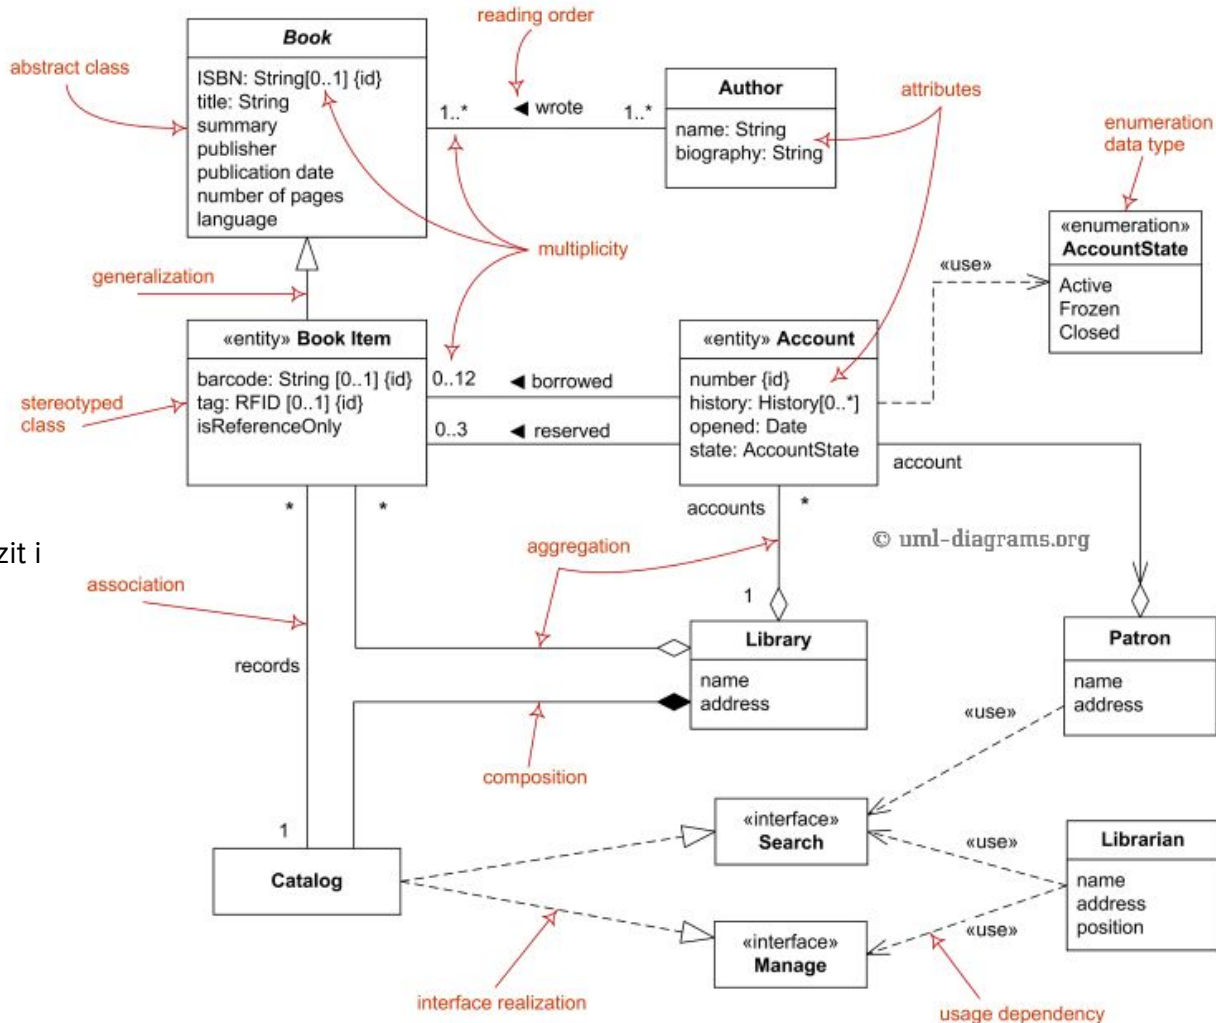 reading order
Book
abstract class
ISBN: String[0..1] {id}
title: String
summary
publisher
publication date
number of pages
language
1..*
◀ wrote
1..*
Author
name: String
biography: String
attributes
enumeration
data type
«enumeration»
AccountState
Active
Frozen
Closed
multiplicity
generalization
«use»
«entity» Book Item
barcode: String [0..1] {id}
tag: RFID [0..1] {id}
isReferenceOnly
stereotyped
class
0..12
◀ borrowed
0..3
◀ reserved
«entity» Account
number {id}
history: History[0..*]
opened: Date
state: AccountState
account
*
*
accounts
*
© uml-diagrams.org
zit i
aggregation
association
1
records
Library
name
address
Patron
name
address
«use»
composition
1
Catalog
«interface»
Search
«use»
Librarian
name
address
position
«use»
«interface»
Manage
interface realization
usage dependency